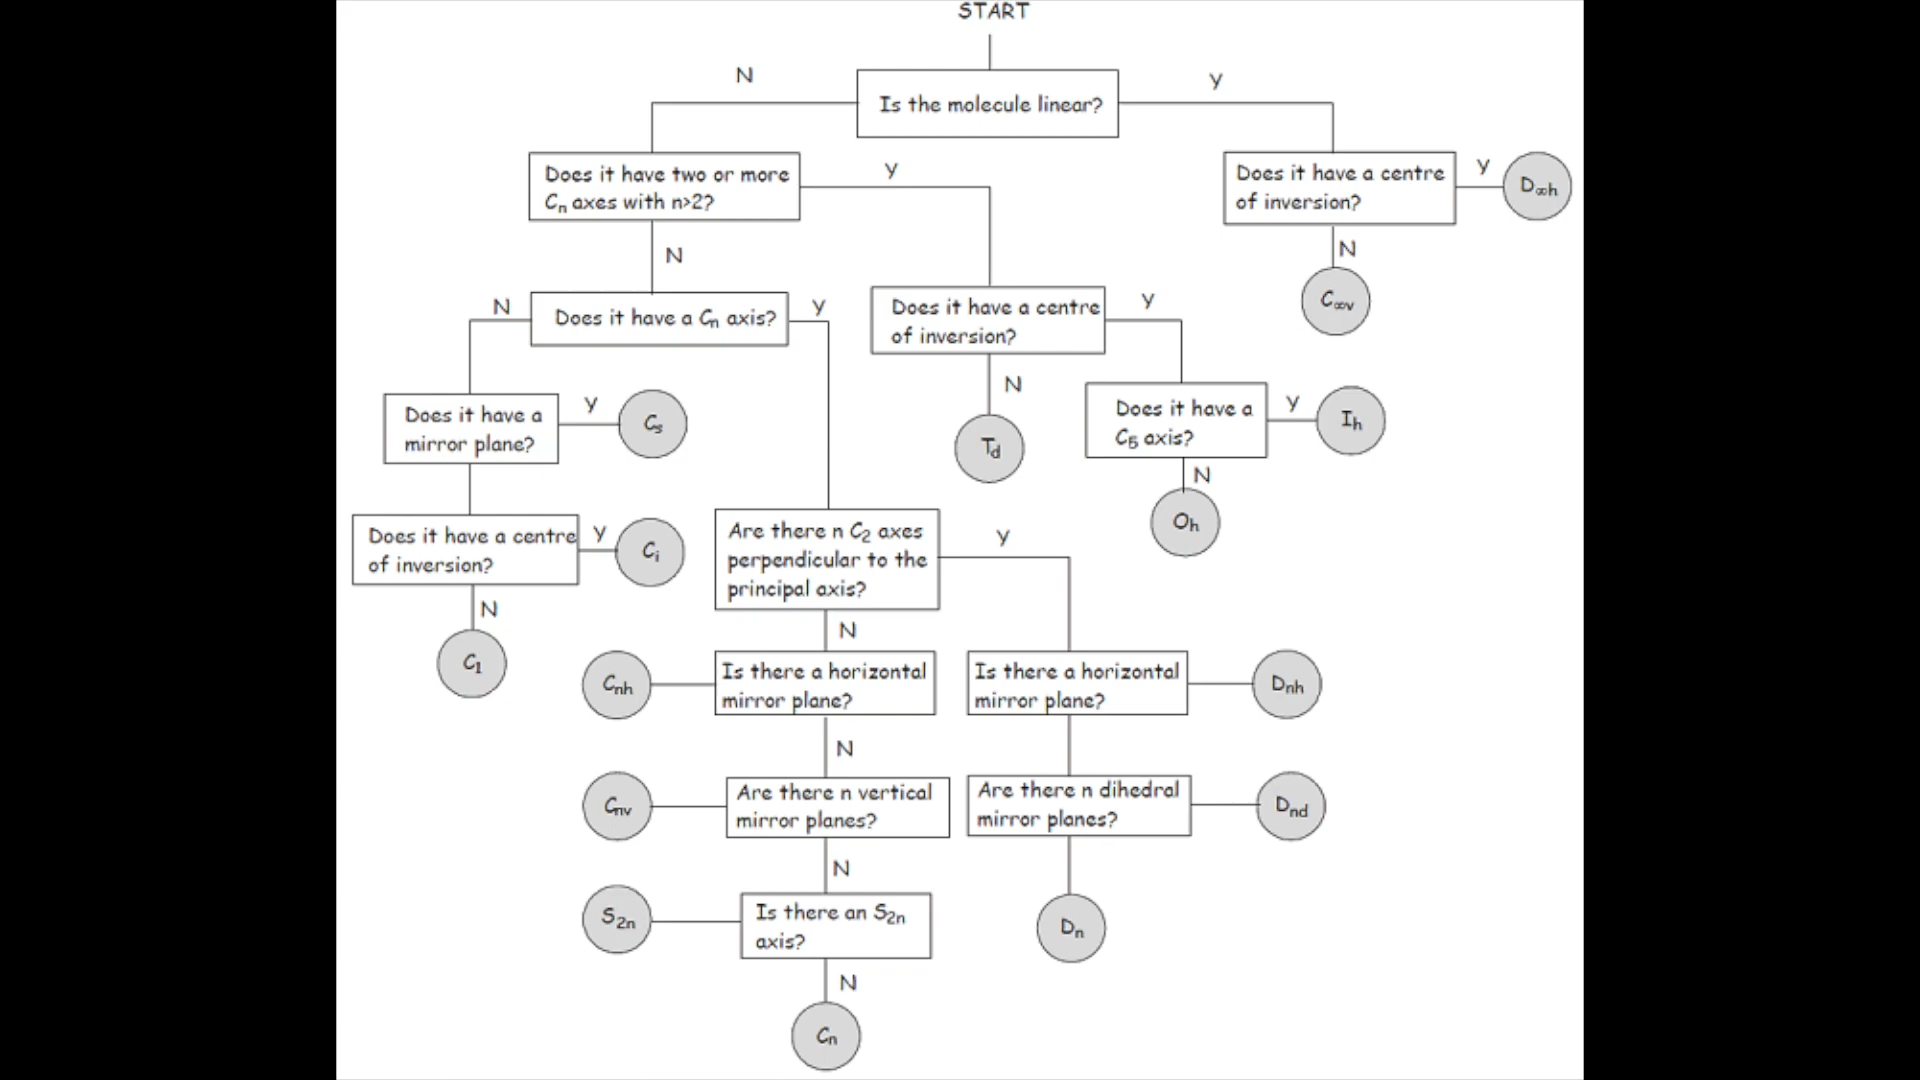 START
N
Y
Is the molecule linear?
Does it have two or more
Cn axes with n>2?
Y
Does it have a centre
of inversion?
Y
D∞h
N
N
C∞v
N
Does it have a Cn axis?
Y
Does it have a centre
of inversion?
Y
N
Does it have a
mirror plane?
Y
Cs
Td
Does it have a
C5 axis?
Y
Ih
N
Oh
Does it have a centre
of inversion?
Y
Ci
N
C1
Are there n C2 axes
perpendicular to the
principal axis?
Y
N
Cnh
Is there a horizontal
mirror plane?
Is there a horizontal
mirror plane?
Dnh
N
Cnv
Are there n vertical
mirror planes?
Are there n dihedral
mirror planes?
Dnd
N
S2n
Is there an S2n
axis?
Dn
N
Cn